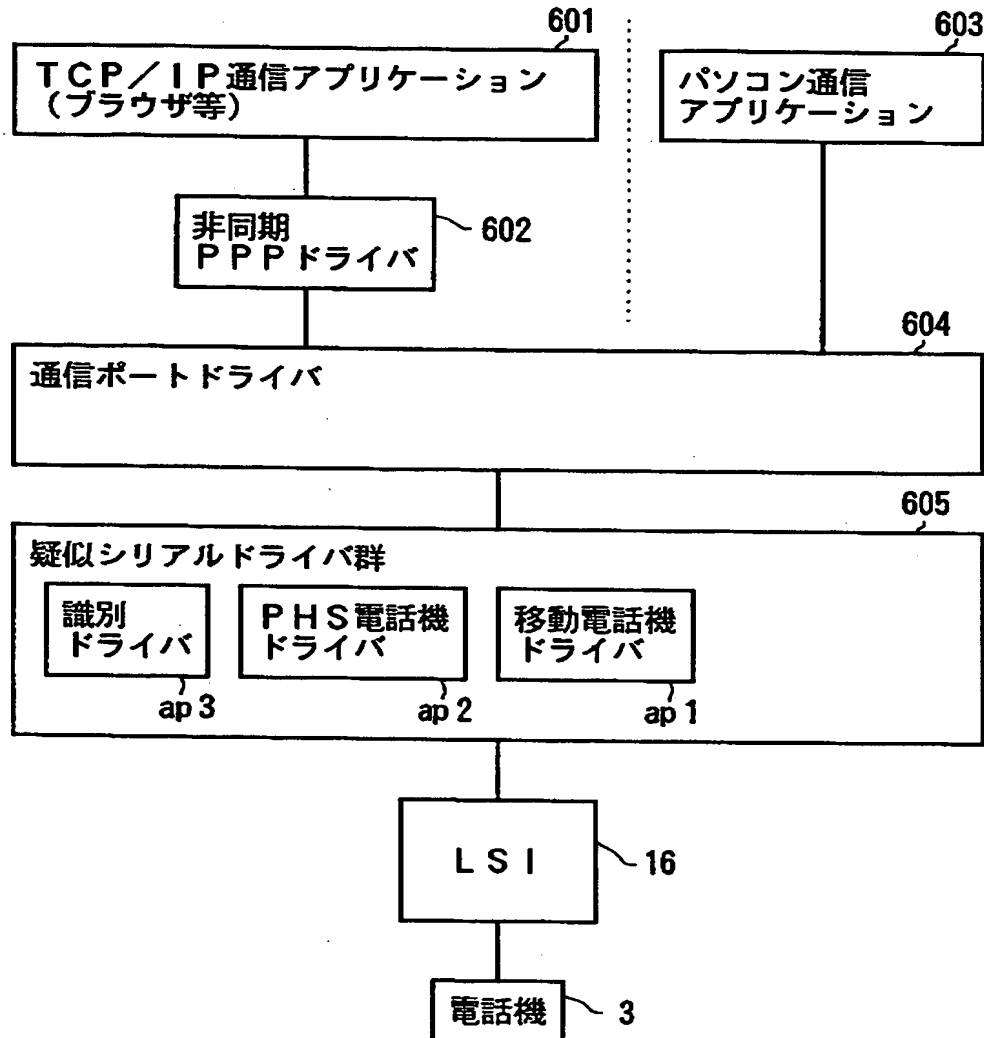 601
603
ＴＣＰ／ＩＰ通信アプリケーション
（ブラウザ等）
パソコン通信
アプリケーション
非同期
ＰＰＰドライバ
602
604
通信ポートドライバ
605
疑似シリアルドライバ群
識別
ドライバ
ＰＨＳ電話機
ドライバ
移動電話機
ドライバ
ap 3
ap 2
ap 1
ＬＳＩ
16
電話機
3